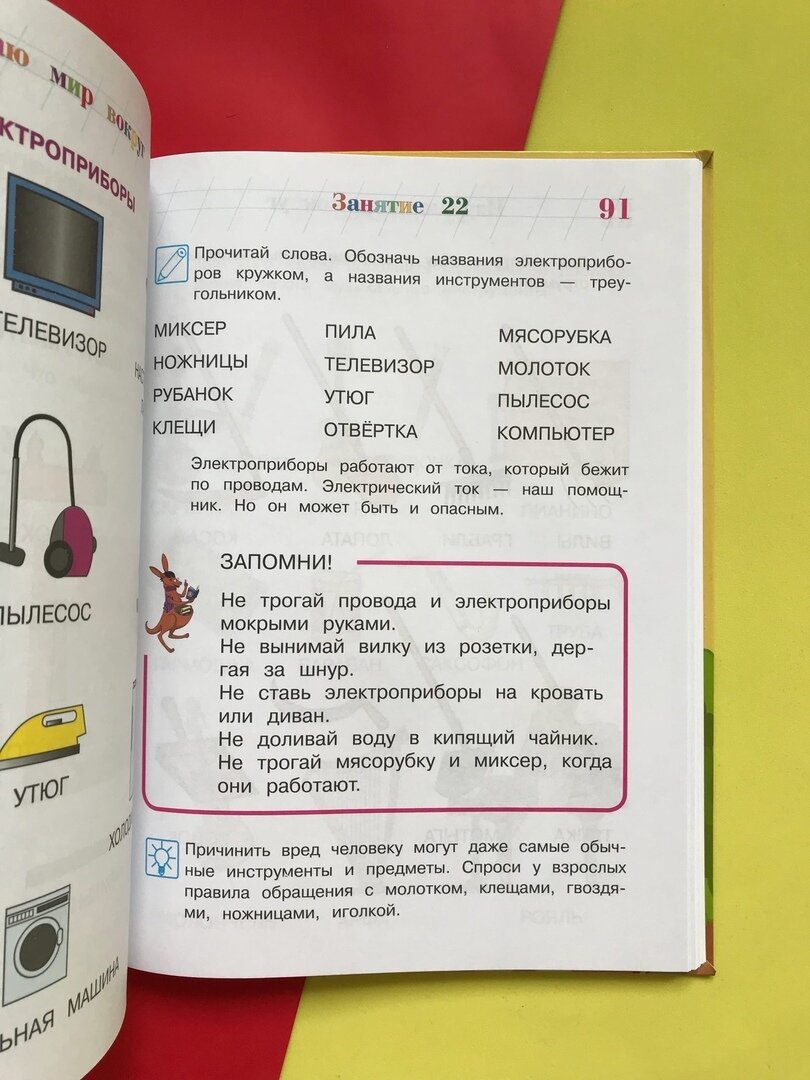 мир вокруг
ТЕЛЕВИЗОР
ПЫЛЕСОС
УТЮГ
МАШИНА
Занятие 22 91
Прочитай слова. Обозначь названия электроприбо-
ров кружком, а названия инструментов — треу-
гольником.
МИКСЕР ПИЛА МЯСОРУБКА
НОЖНИЦЫ ТЕЛЕВИЗОР МОЛОТОК
РУБАНОК УТЮГ ПЫЛЕСОС
КЛЕЩИ ОТВЁРТКА КОМПЬЮТЕР
Электроприборы работают от тока, который бежит
по проводам. Электрический ток — наш помощ-
ник. Но он может быть и опасным.
ЗАПОМНИ!
Не трогай провода и электроприборы
мокрыми руками.
Не вынимай вилку из розетки, дер-
гая за шнур.
Не ставь электроприборы на кровать
или диван.
Не доливай воду в кипящий чайник.
Не трогай мясорубку и миксер, когда
они работают.
Причинить вред человеку могут даже самые обыч-
ные инструменты и предметы. Спроси у взрослых
правила обращения с молотком, клещами, гвоздя-
ми, ножницами, иголкой.